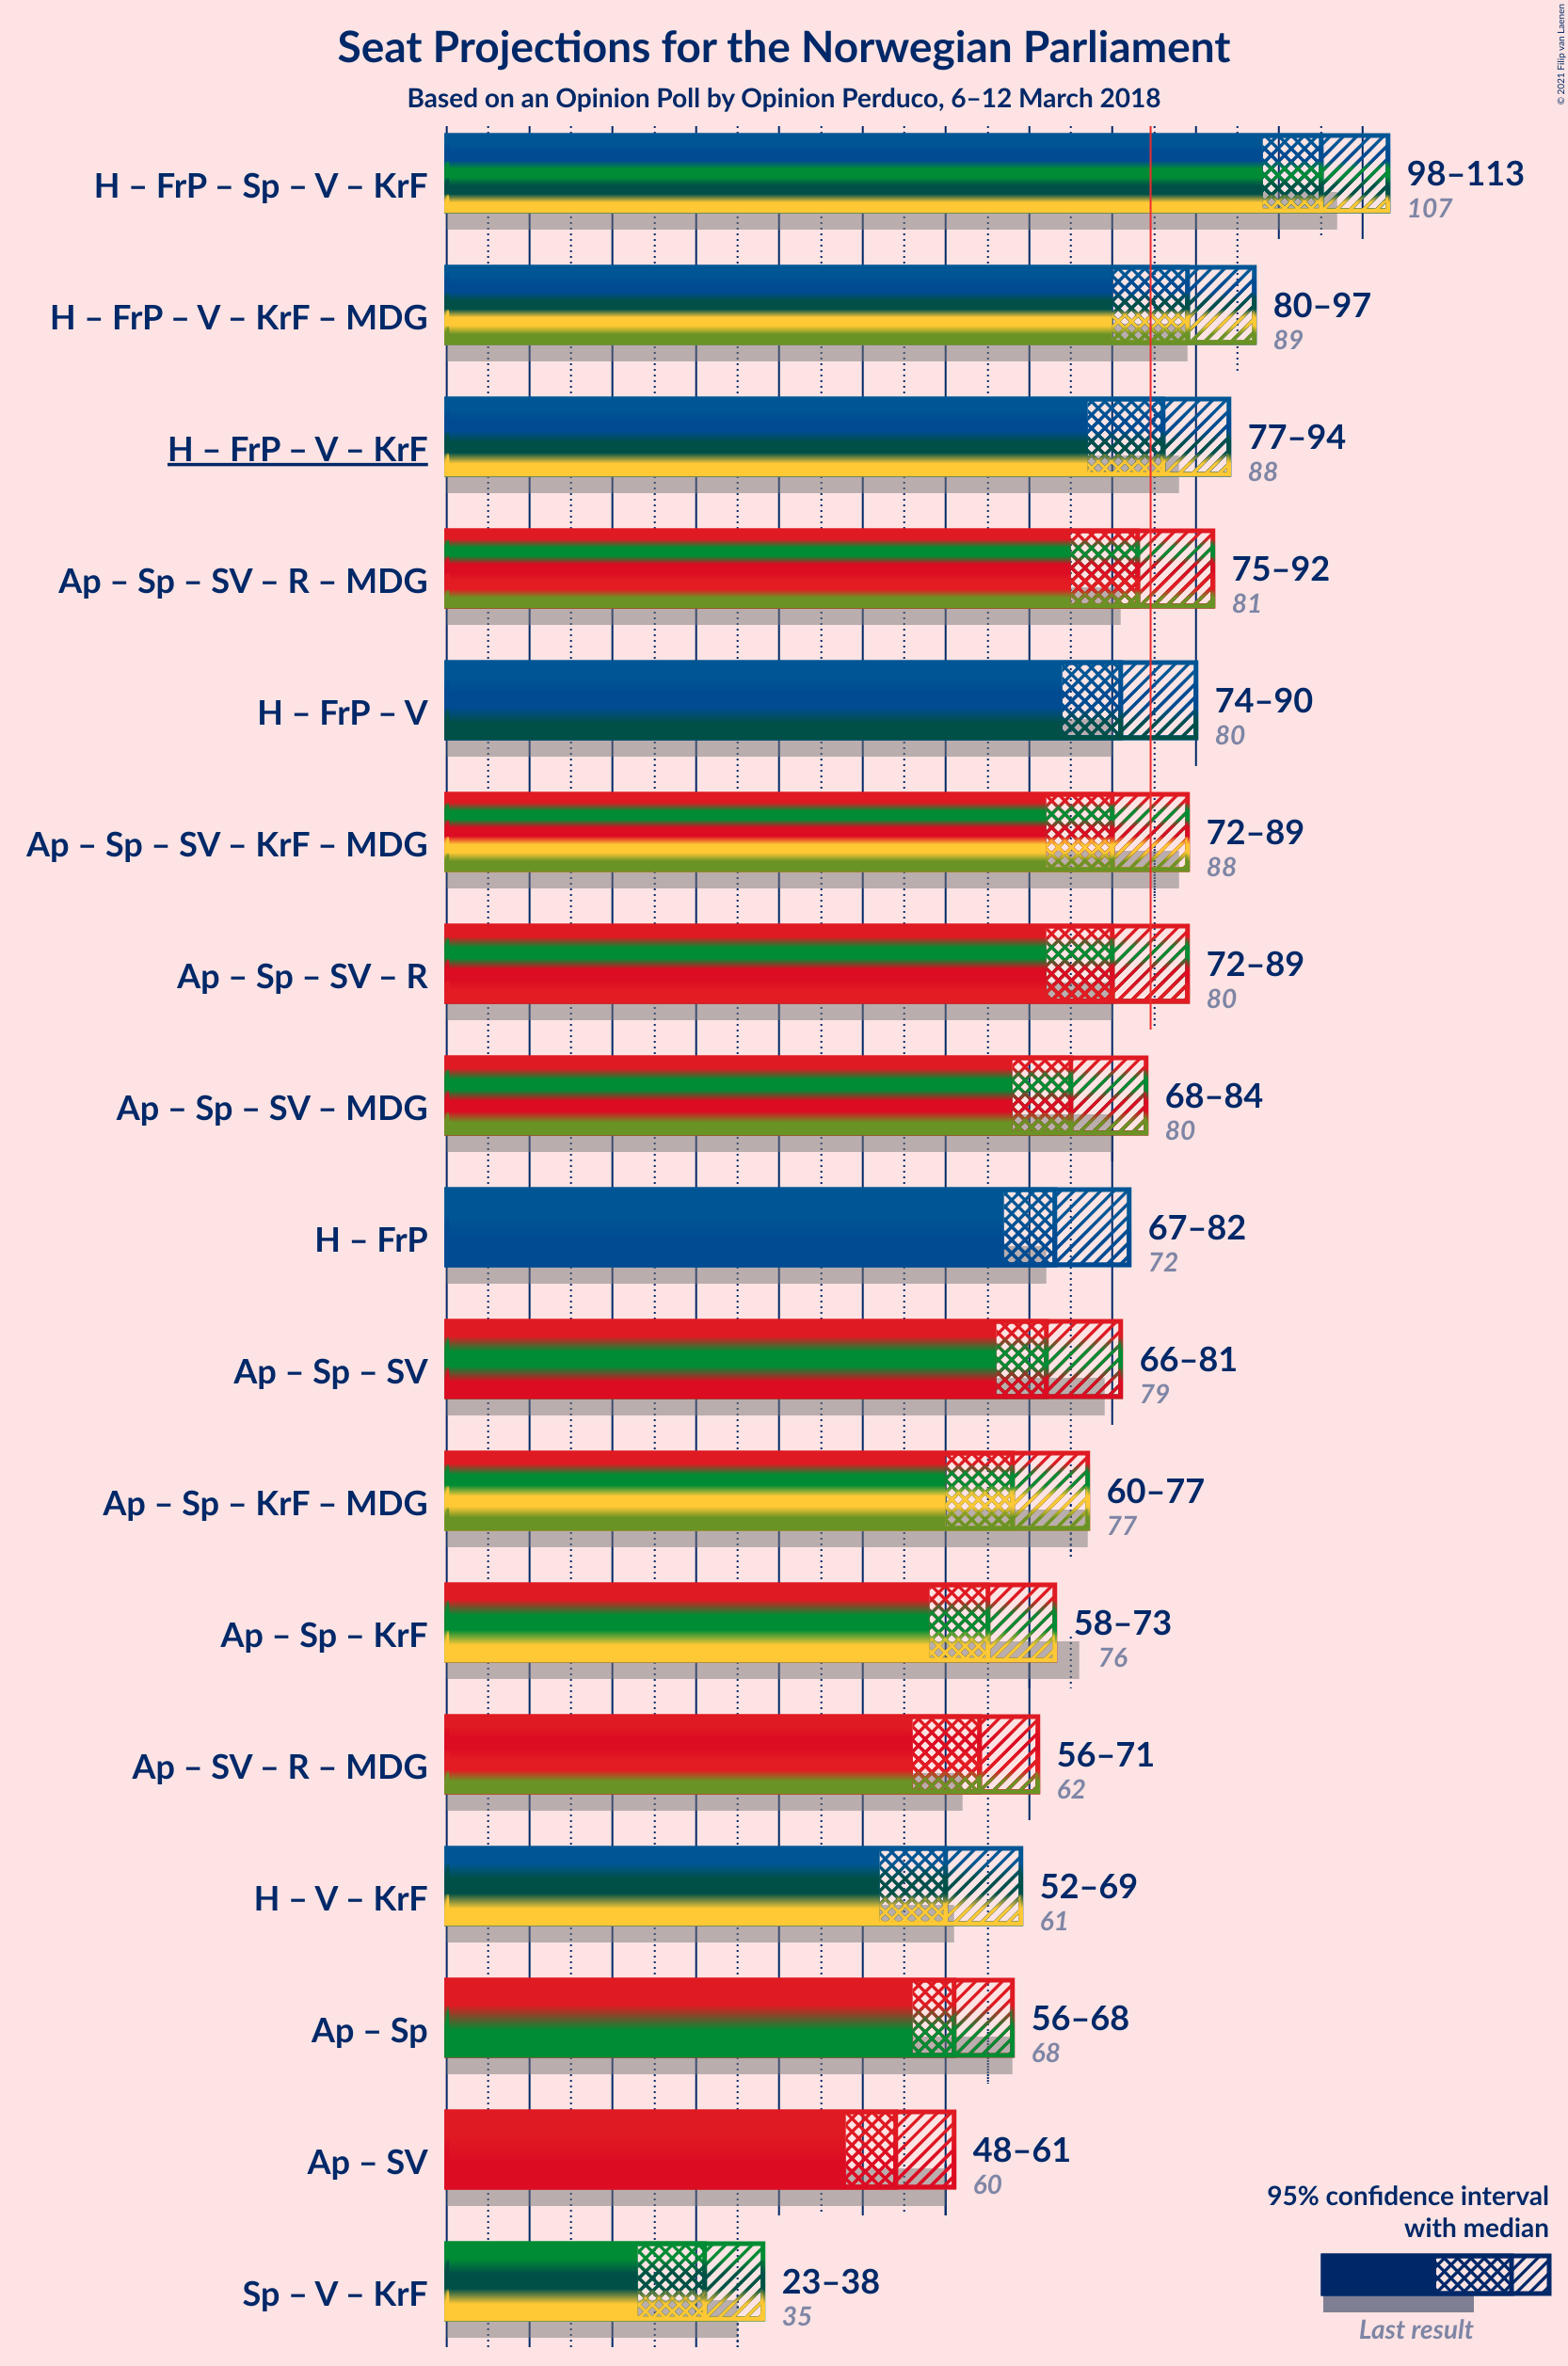 Seat Projections for the Norwegian Parliament
Based on an Opinion Poll by Opinion Perduco, 6–12 March 2018
© 2021 Filip van Laenen
H – FrP – Sp – V – KrF
98–113
107
H – FrP – V – KrF – MDG
80–97
89
H – FrP – V – KrF
77–94
88
Ap – Sp – SV – R – MDG
75–92
81
H – FrP – V
74–90
80
Ap – Sp – SV – KrF – MDG
72–89
88
Ap – Sp – SV – R
72–89
80
Ap – Sp – SV – MDG
68–84
80
H – FrP
67–82
72
Ap – Sp – SV
66–81
79
Ap – Sp – KrF – MDG
60–77
77
Ap – Sp – KrF
58–73
76
Ap – SV – R – MDG
56–71
62
H – V – KrF
52–69
61
Ap – Sp
56–68
68
Ap – SV
48–61
60
Sp – V – KrF
23–38
35
95% confidence interval
with median
Last result